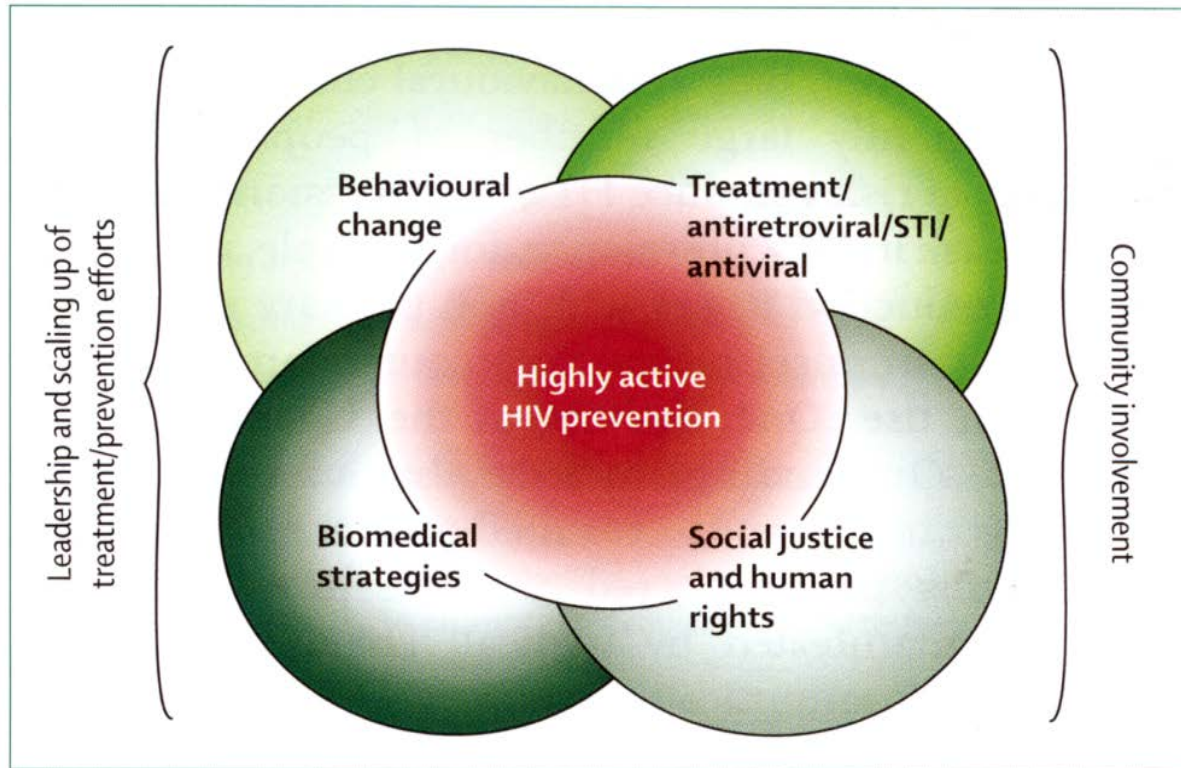 Leadership and scaling up of
treatment/prevention efforts
Behavioural
change
Treatment/
antiretroviral/STI/
antiviral
Highly active
HIV prevention
Biomedical
strategies
Social justice
and human
rights
Community involvement